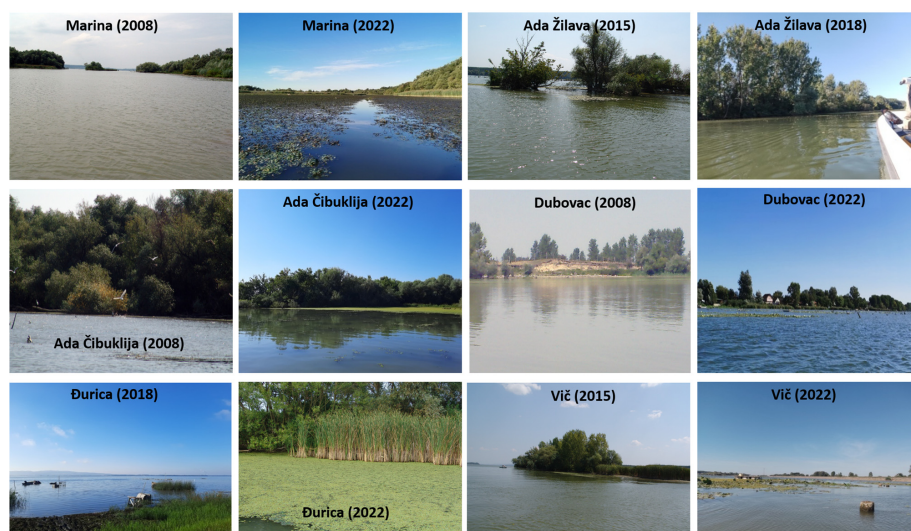 Marina (2008)
Marina (2022)
Ada Žilava (2015)
Ada Žilava (2018)
Ada Čibuklija (2008)
Ada Čibuklija (2022)
Dubovac (2008)
Dubovac (2022)
Đurica (2018)
Đurica (2022)
Vič (2015)
Vič (2022)